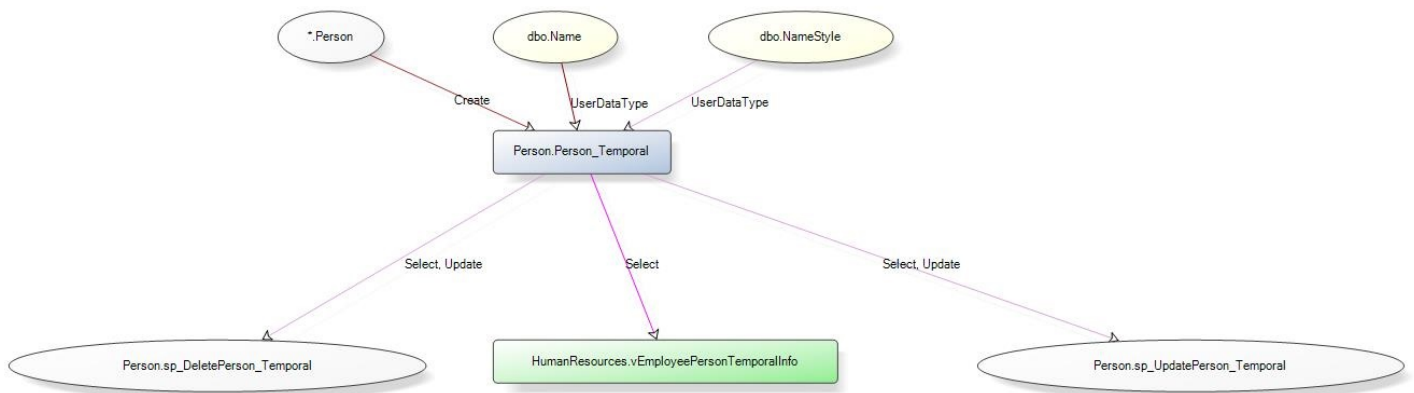 *.Person
dbo.Name
dbo.NameStyle
Create
UserDataType
UserDataType
Person.Person_Temporal
Select, Update
Select
Select, Update
Person.sp_DeletePerson_Temporal
HumanResources.vEmployeePersonTemporalInfo
Person.sp_UpdatePerson_Temporal